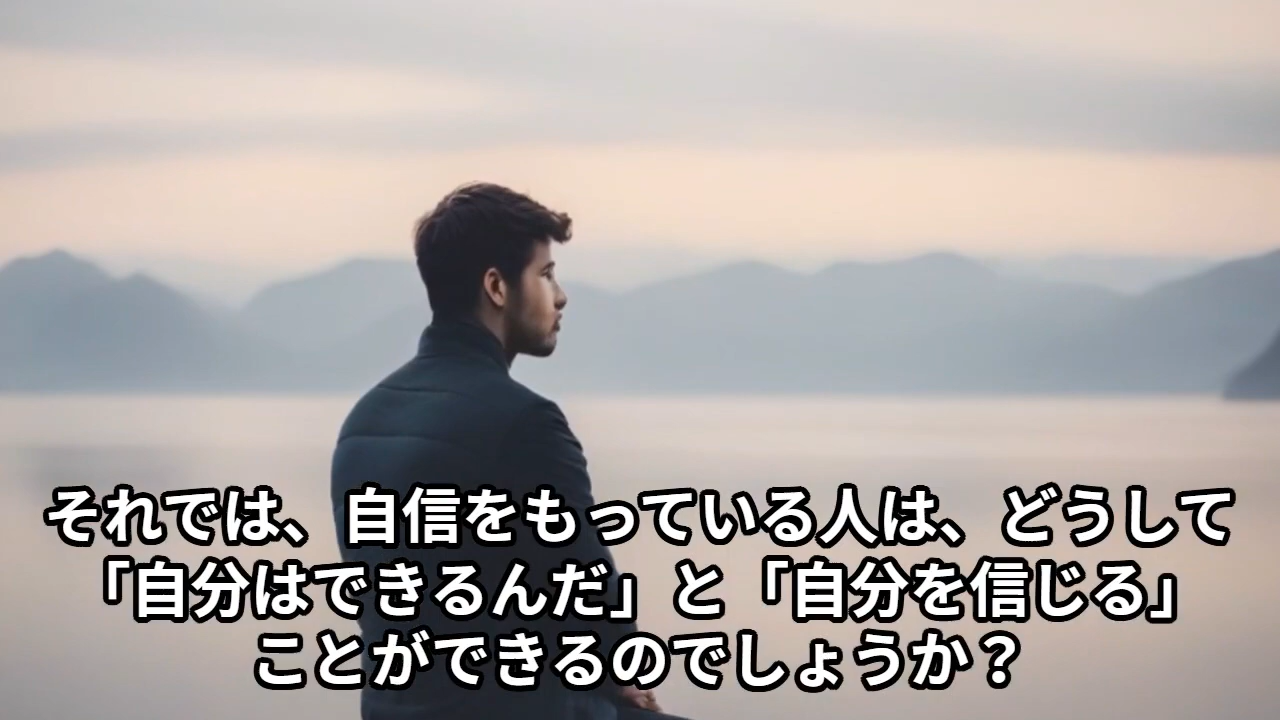 それでは、自信をもっている人は、どうして
「自分はできるんだ」と「自分を信じる」
ことができるのでしょうか？